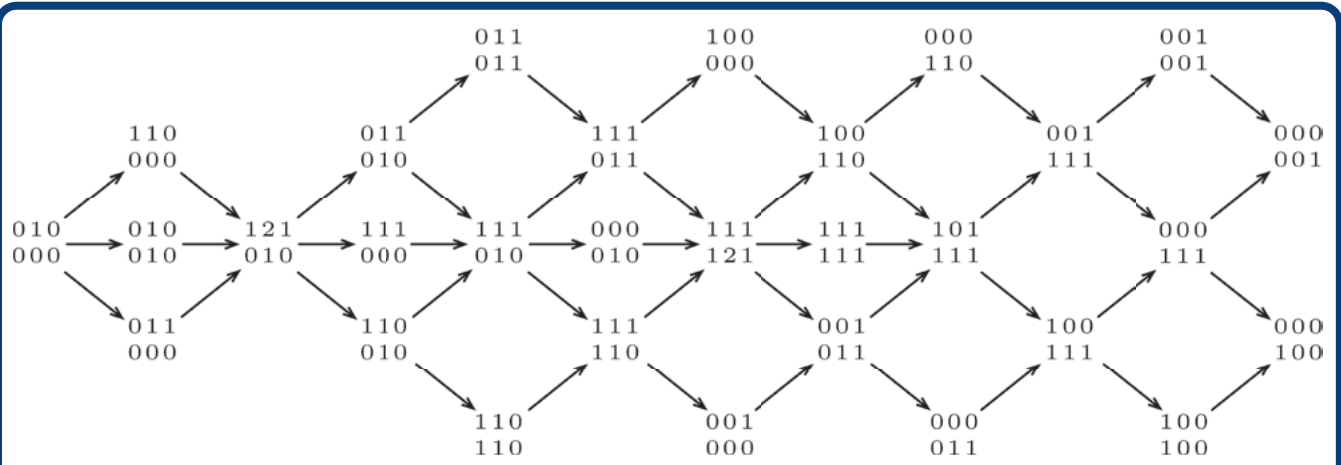 011 100 000 001
011 000 110 001
110 011 111 100 001 000
000 010 011 110 111 001
010 010 121 111 111 000 111 111 101 000
000 010 010 000 010 010 121 111 111 111
011 110 111 001 100 000
000 010 110 011 111 100
110 001 000 100
110 000 011 100